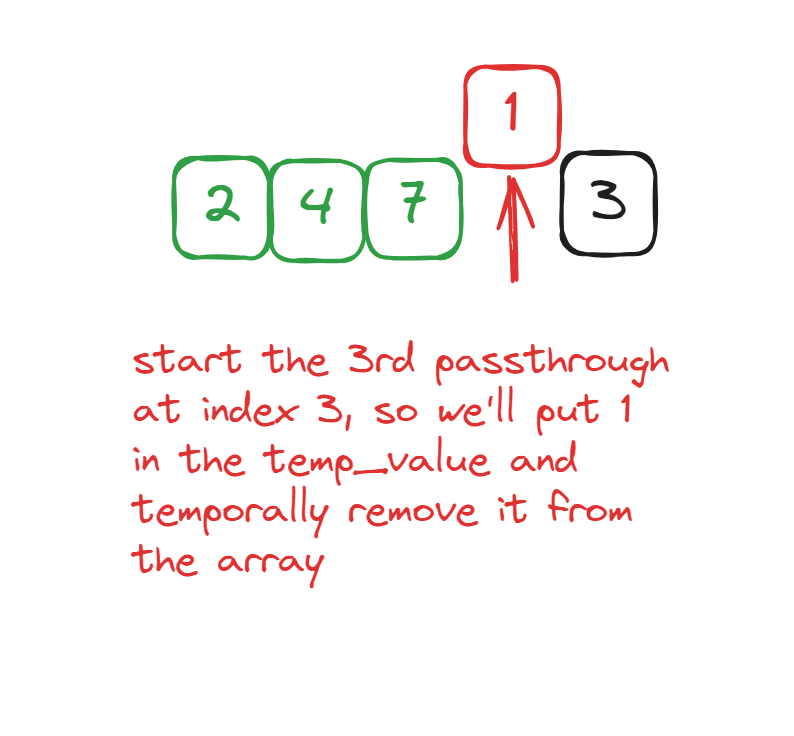 1
2 4 7 3
start the 3rd passthrough
at index 3, so we'll put 1
in the temp_value and
temporally remove it from
the array